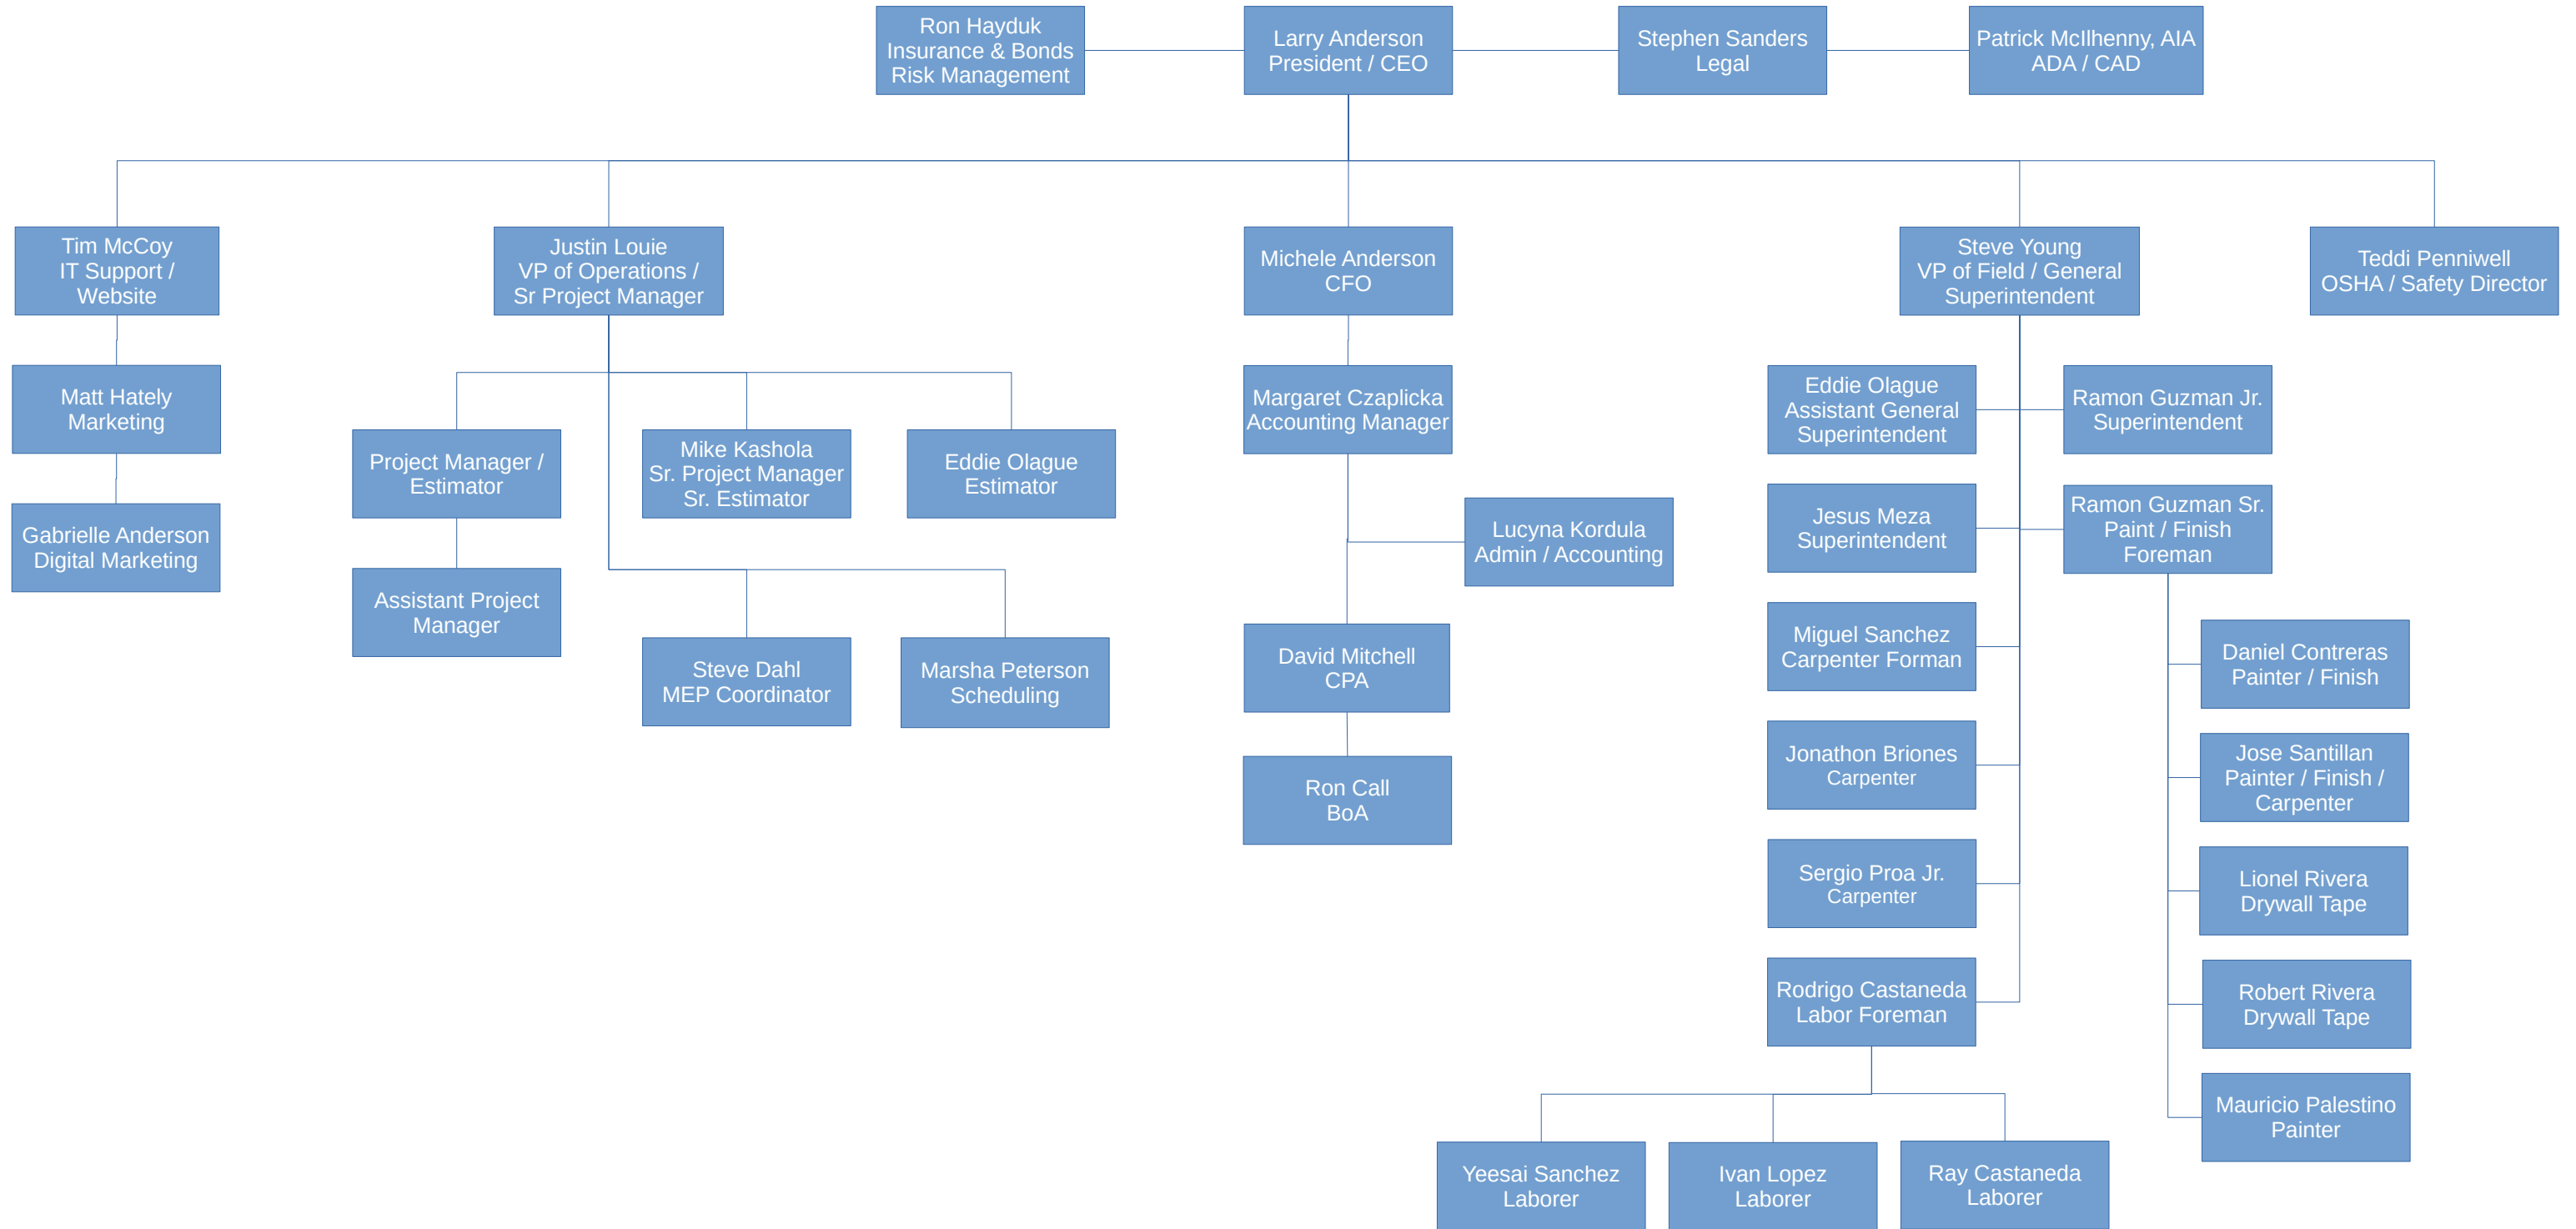 Ron Hayduk
Insurance & Bonds
Risk Management
Larry Anderson
President / CEO
Stephen Sanders
Legal
Patrick McIlhenny, AIA
ADA / CAD
Tim McCoy
IT Support /
Website
Justin Louie
VP of Operations /
Sr Project Manager
Michele Anderson
CFO
Steve Young
VP of Field / General
Superintendent
Teddi Penniwell
OSHA / Safety Director
Matt Hately
Marketing
Gabrielle Anderson
Digital Marketing
Project Manager /
Estimator
Mike Kashola
Sr. Project Manager
Sr. Estimator
Eddie Olague
Estimator
Assistant Project
Manager
Steve Dahl
MEP Coordinator
Marsha Peterson
Scheduling
Margaret Czaplicka
Accounting Manager
Lucyna Kordula
Admin / Accounting
David Mitchell
CPA
Ron Call
BoA
Eddie Olague
Assistant General
Superintendent
Ramon Guzman Jr.
Superintendent
Jesus Meza
Superintendent
Ramon Guzman Sr.
Paint / Finish
Foreman
Miguel Sanchez
Carpenter Forman
Jonathon Briones
Carpenter
Sergio Proa Jr.
Carpenter
Rodrigo Castaneda
Labor Foreman
Daniel Contreras
Painter / Finish
Jose Santillan
Painter / Finish /
Carpenter
Lionel Rivera
Drywall Tape
Robert Rivera
Drywall Tape
Mauricio Palestino
Painter
Yeesai Sanchez
Laborer
Ivan Lopez
Laborer
Ray Castaneda
Laborer